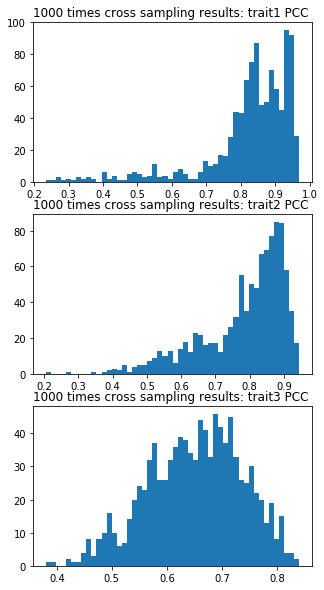 1000 times cross sampling results: trait1 PCC
100
80
60
40
20
0
0.2 0.3 0.4 0.5 0.6 0.7 0.8 0.9 1.0
1000 times cross sampling results: trait2 PCC
80
60
40
20
0
0.2 0.3 0.4 0.5 0.6 0.7 0.8 0.9
1000 times cross sampling results: trait3 PCC
40
30
20
10
0
0.4 0.5 0.6 0.7 0.8